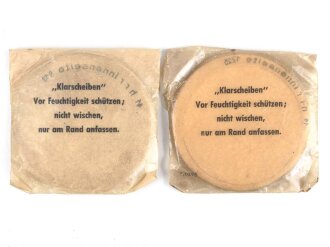 „Klarscheiben"
Vor Feuchtigkeit schützen;
nicht wischen,
nur am Rand anfassen.
„Klarscheiben"
Vor Feuchtigkeit schützen;
nicht wischen,
nur am Rand anfassen.